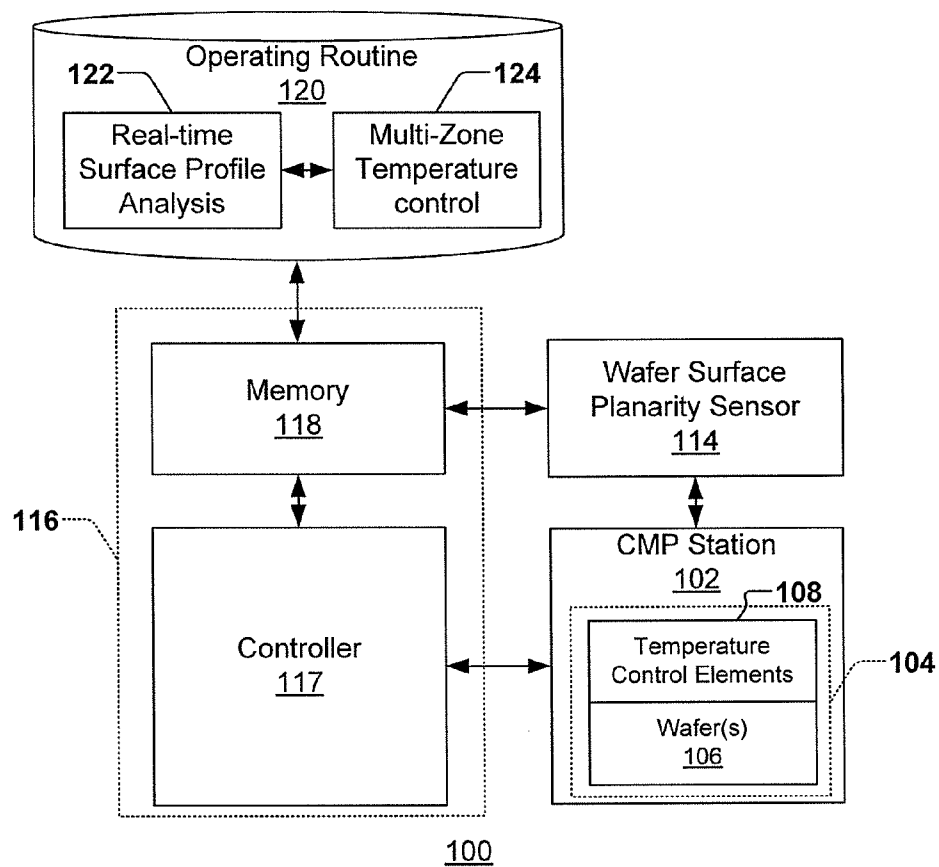 Operating Routine
120
122
124
Real-time
Surface Profile
Analysis
Multi-Zone
Temperature
control
Memory
118
Wafer Surface
Planarity Sensor
114
116
Controller
117
CMP Station
102
108
Temperature
Control Elements
104
Wafer(s)
106
100